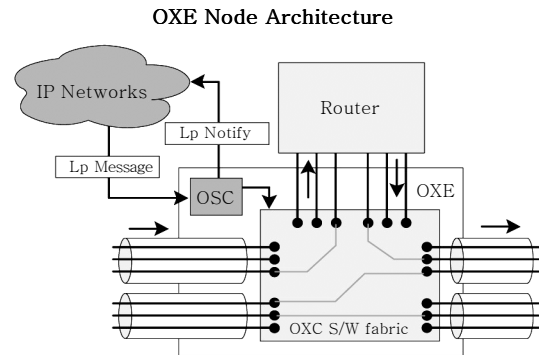 OXE Node Architecture
IP Networks
Router
Lp Notify
Lp Message
OSC
OXE
OXC S/W fabric